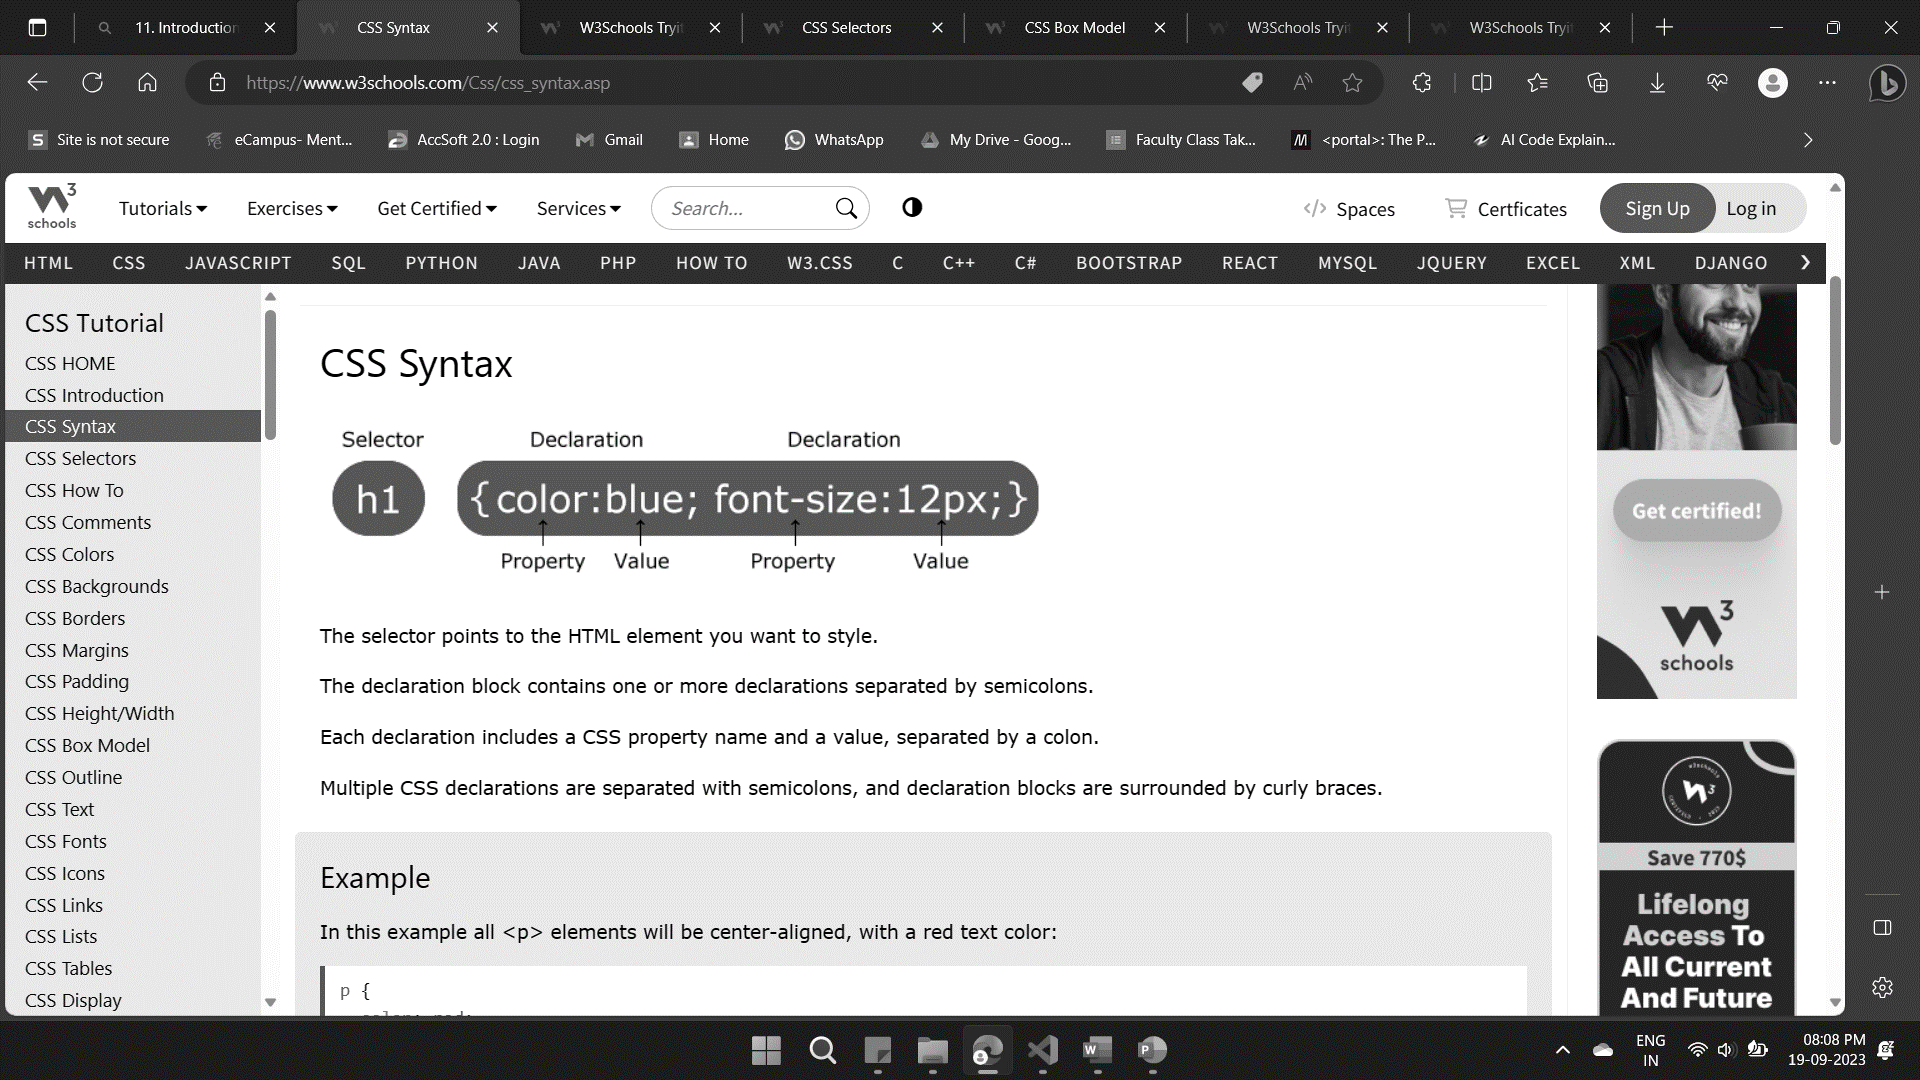 11. Introduction
CSS Syntax
W3Schools Tryit
CSS Selectors
CSS Box Model
W3Schools Tryit
W3Schools Tryit
https://www.w3schools.com/Css/css_syntax.asp
Site is not secure
eCampus- Ment...
AccSoft 2.0 : Login
Gmail
Home
WhatsApp
My Drive - Goog...
Faculty Class Tak...
<portal>: The P...
AI Code Explain...
W3 schools
Tutorials
Exercises
Get Certified
Services
Search...
Spaces
Certficates
Sign Up
Log in
HTML CSS JAVASCRIPT SQL PYTHON JAVA PHP HOW TO W3.CSS C C++ C# BOOTSTRAP REACT MYSQL JQUERY EXCEL XML DJANGO
CSS Tutorial
CSS HOME
CSS Introduction
CSS Syntax
CSS Selectors
CSS How To
CSS Comments
CSS Colors
CSS Backgrounds
CSS Borders
CSS Margins
CSS Padding
CSS Height/Width
CSS Box Model
CSS Outline
CSS Text
CSS Fonts
CSS Icons
CSS Links
CSS Lists
CSS Tables
CSS Display
CSS Syntax
Selector Declaration Declaration
h1 {color:blue; font-size:12px;}
Property Value Property Value
The selector points to the HTML element you want to style.
The declaration block contains one or more declarations separated by semicolons.
Each declaration includes a CSS property name and a value, separated by a colon.
Multiple CSS declarations are separated with semicolons, and declaration blocks are surrounded by curly braces.
Example
In this example all <p> elements will be center-aligned, with a red text color:
p {
color: red;
Get certified!
W3 schools
Save 770$
Lifelong
Access To
All Current
And Future
ENG
IN
08:08 PM
19-09-2023